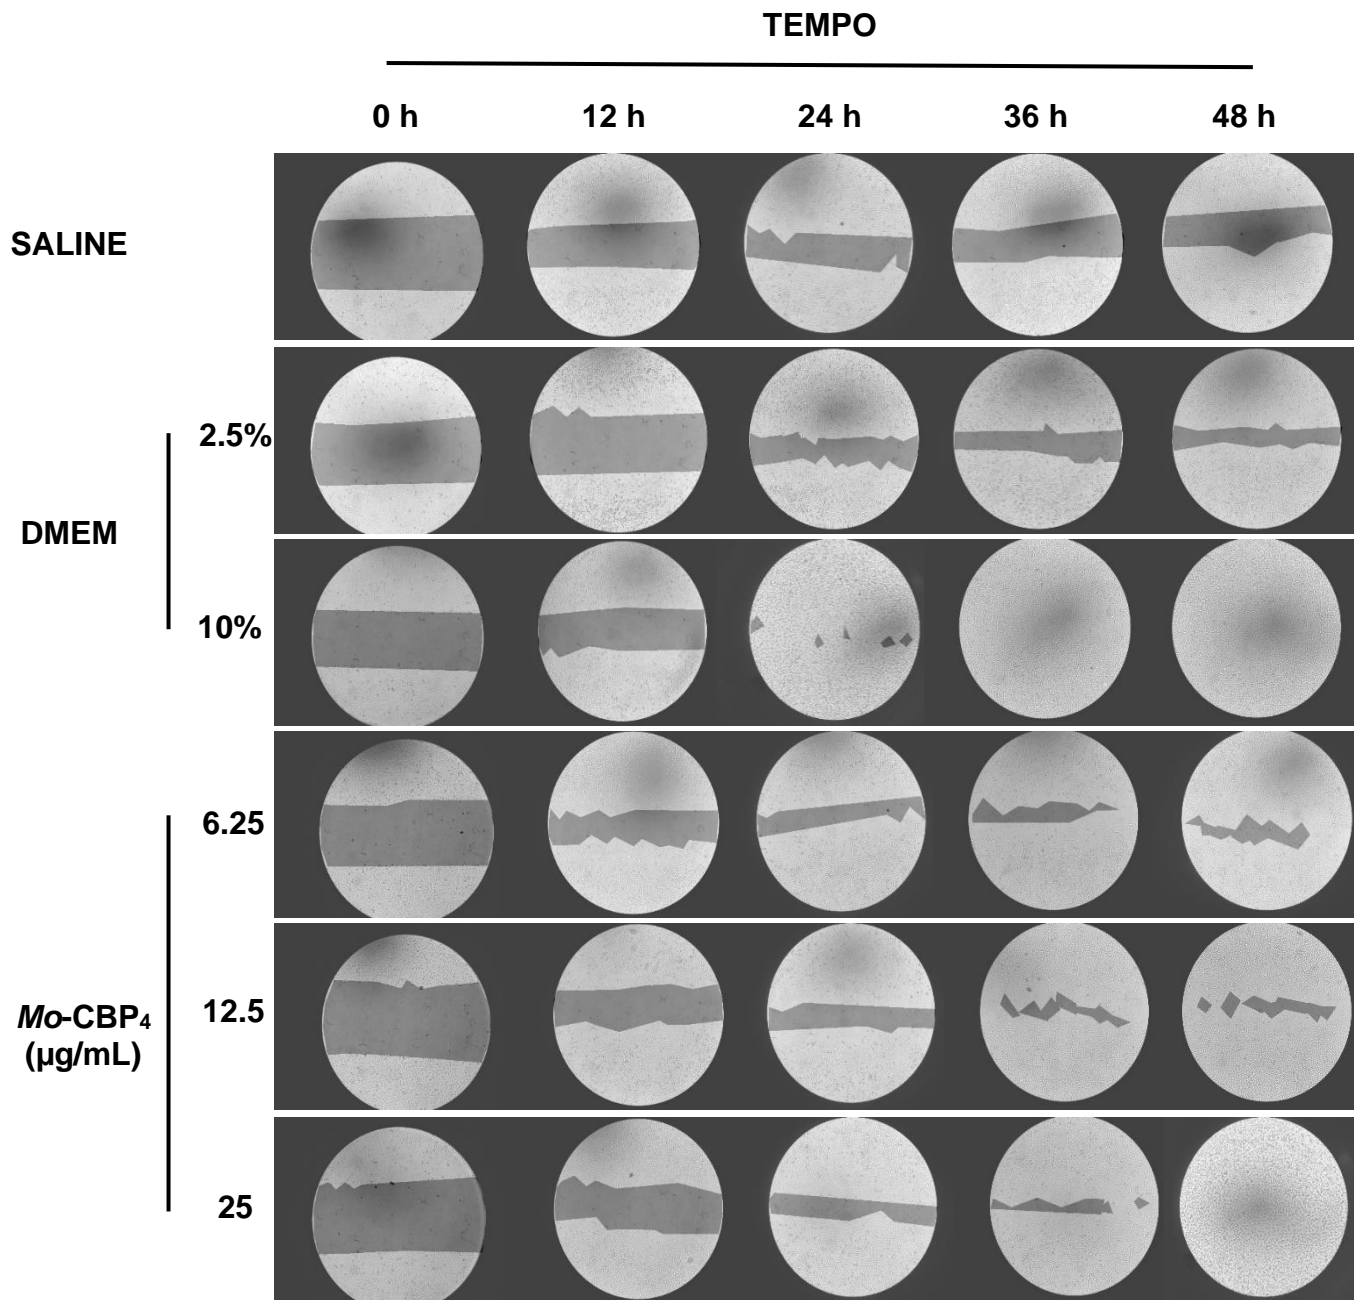 TEMPO
0 h 12 h 24 h 36 h 48 h
SALINE
2.5%
DMEM
10%
6.25
12.5
Mo-CBP₄
(µg/mL)
25